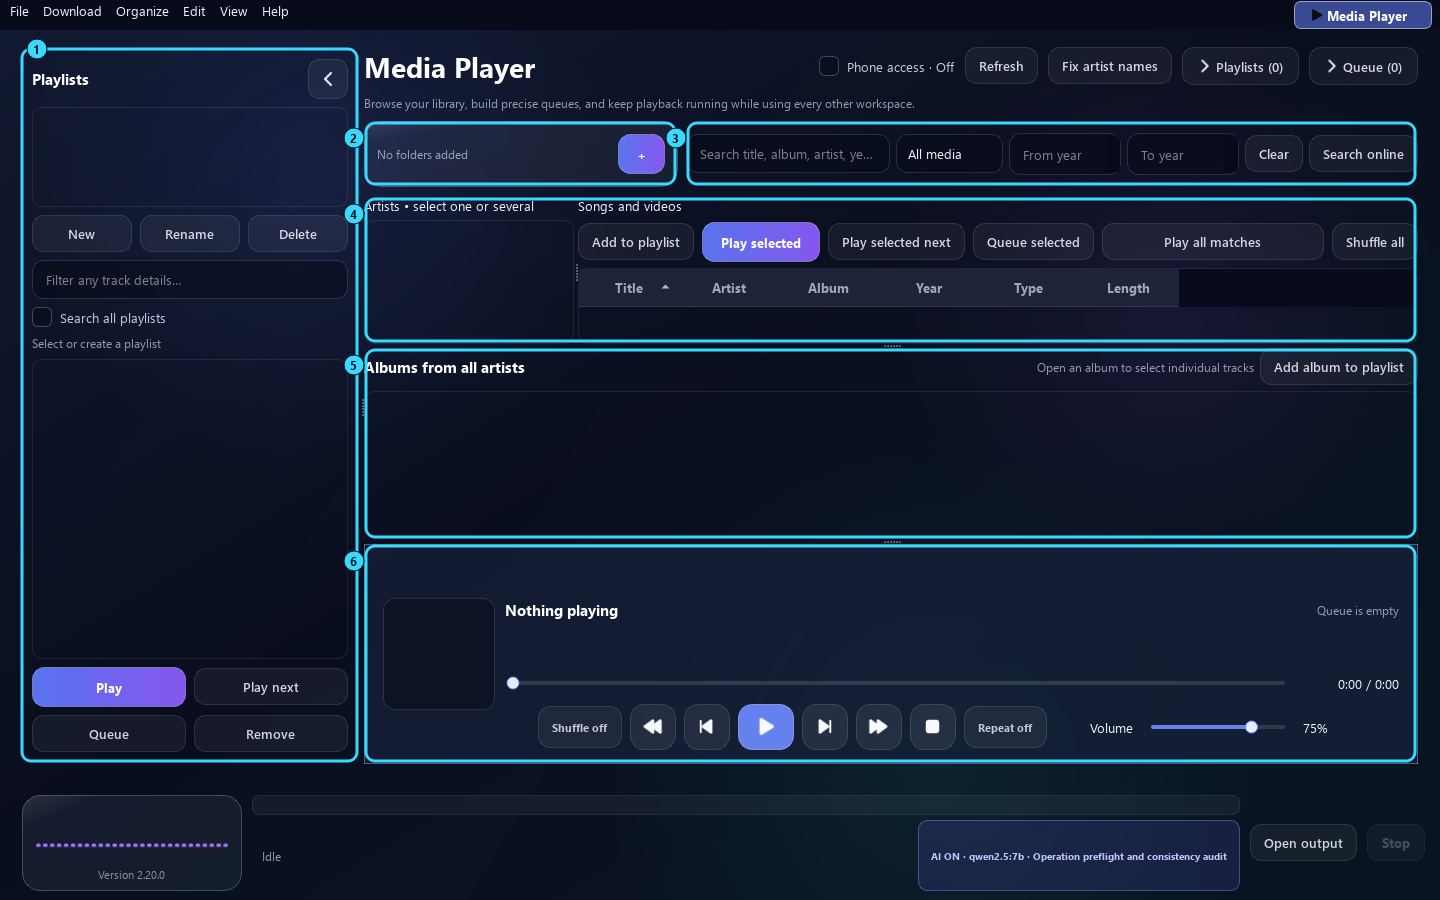 File Download Organize Edit View Help
Media Player
1
Playlists
New Rename Delete
Filter any track details...
Search all playlists
Select or create a playlist
Play Play next
Queue Remove
Media Player
Phone access · Off Refresh Fix artist names Playlists (0) Queue (0)
Browse your library, build precise queues, and keep playback running while using every other workspace.
2
No folders added +
3
Search title, album, artist, ye... All media From year To year Clear Search online
4
Artists • select one or several
Songs and videos
Add to playlist Play selected Play selected next Queue selected Play all matches Shuffle all
Title Artist Album Year Type Length
5
Albums from all artists
Open an album to select individual tracks Add album to playlist
6
Nothing playing
Queue is empty
0:00 / 0:00
Shuffle off Repeat off Volume 75%
Version 2.20.0
Idle
AI ON · qwen2.5:7b · Operation preflight and consistency audit
Open output Stop